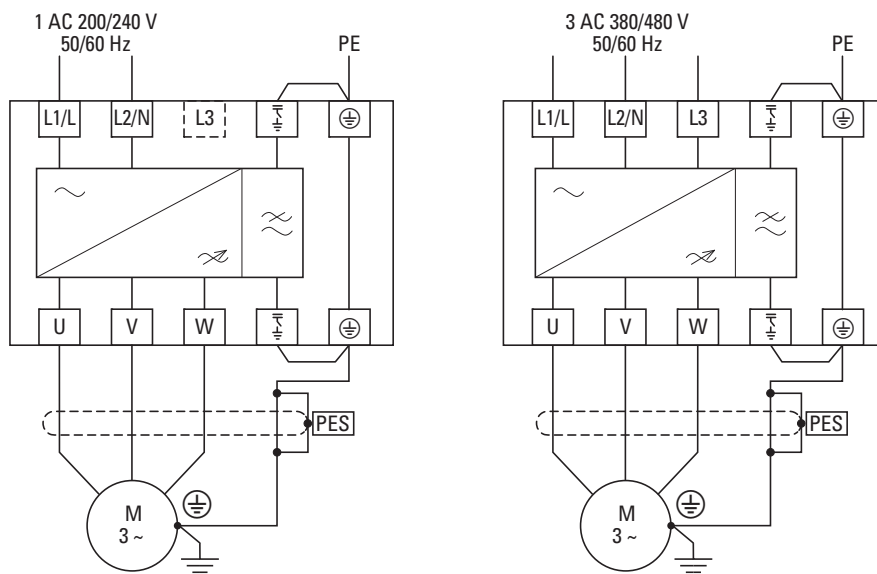 1 AC 200/240 V
50/60 Hz
PE
L1/L
L2/N
L3
U
V
W
PES
M
3 ~
3 AC 380/480 V
50/60 Hz
PE
L1/L
L2/N
L3
U
V
W
PES
M
3 ~